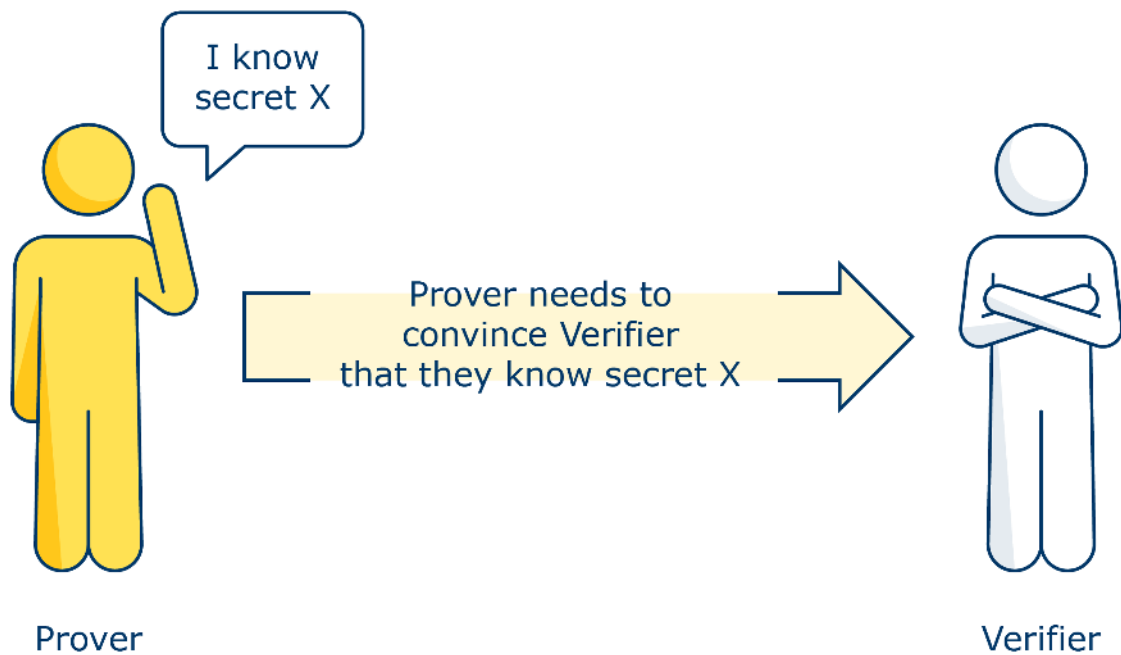 I know
secret X
Prover needs to
convince Verifier
that they know secret X
Prover
Verifier